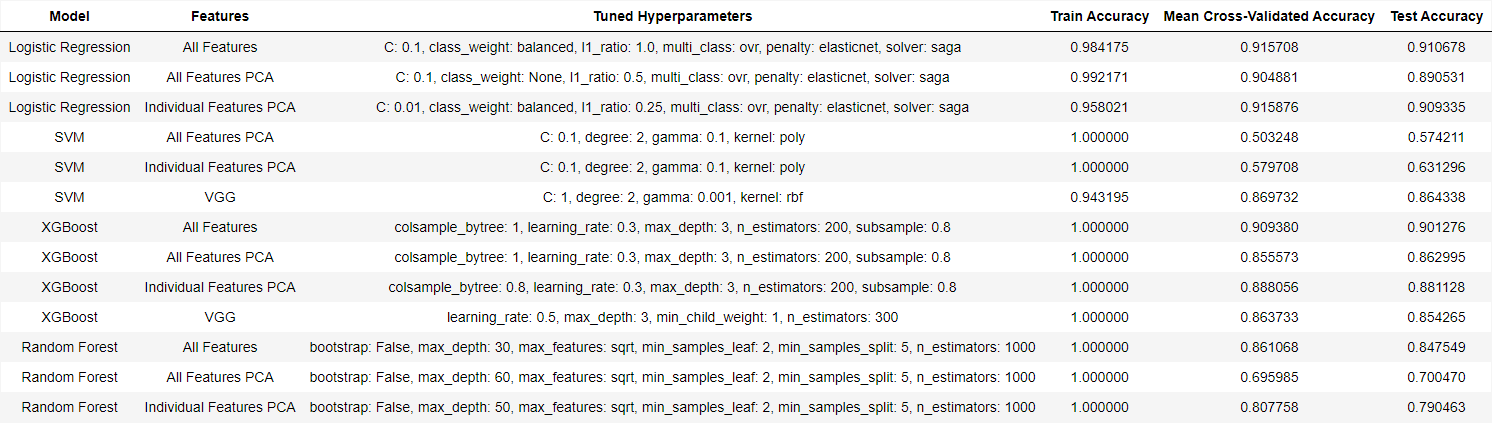 Model Features Tuned Hyperparameters Train Accuracy Mean Cross-Validated Accuracy Test Accuracy
Logistic Regression All Features C: 0.1, class_weight: balanced, l1_ratio: 1.0, multi_class: ovr, penalty: elasticnet, solver: saga 0.984175 0.915708 0.910678
Logistic Regression All Features PCA C: 0.1, class_weight: None, l1_ratio: 0.5, multi_class: ovr, penalty: elasticnet, solver: saga 0.992171 0.904881 0.890531
Logistic Regression Individual Features PCA C: 0.01, class_weight: balanced, l1_ratio: 0.25, multi_class: ovr, penalty: elasticnet, solver: saga 0.958021 0.915876 0.909335
SVM All Features PCA C: 0.1, degree: 2, gamma: 0.1, kernel: poly 1.000000 0.503248 0.574211
SVM Individual Features PCA C: 0.1, degree: 2, gamma: 0.1, kernel: poly 1.000000 0.579708 0.631296
SVM VGG C: 1, degree: 2, gamma: 0.001, kernel: rbf 0.943195 0.869732 0.864338
XGBoost All Features colsample_bytree: 1, learning_rate: 0.3, max_depth: 3, n_estimators: 200, subsample: 0.8 1.000000 0.909380 0.901276
XGBoost All Features PCA colsample_bytree: 1, learning_rate: 0.3, max_depth: 3, n_estimators: 200, subsample: 0.8 1.000000 0.855573 0.862995
XGBoost Individual Features PCA colsample_bytree: 0.8, learning_rate: 0.3, max_depth: 3, n_estimators: 200, subsample: 0.8 1.000000 0.888056 0.881128
XGBoost VGG learning_rate: 0.5, max_depth: 3, min_child_weight: 1, n_estimators: 300 1.000000 0.863733 0.854265
Random Forest All Features bootstrap: False, max_depth: 30, max_features: sqrt, min_samples_leaf: 2, min_samples_split: 5, n_estimators: 1000 1.000000 0.861068 0.847549
Random Forest All Features PCA bootstrap: False, max_depth: 60, max_features: sqrt, min_samples_leaf: 2, min_samples_split: 5, n_estimators: 1000 1.000000 0.695985 0.700470
Random Forest Individual Features PCA bootstrap: False, max_depth: 50, max_features: sqrt, min_samples_leaf: 2, min_samples_split: 5, n_estimators: 1000 1.000000 0.807758 0.790463